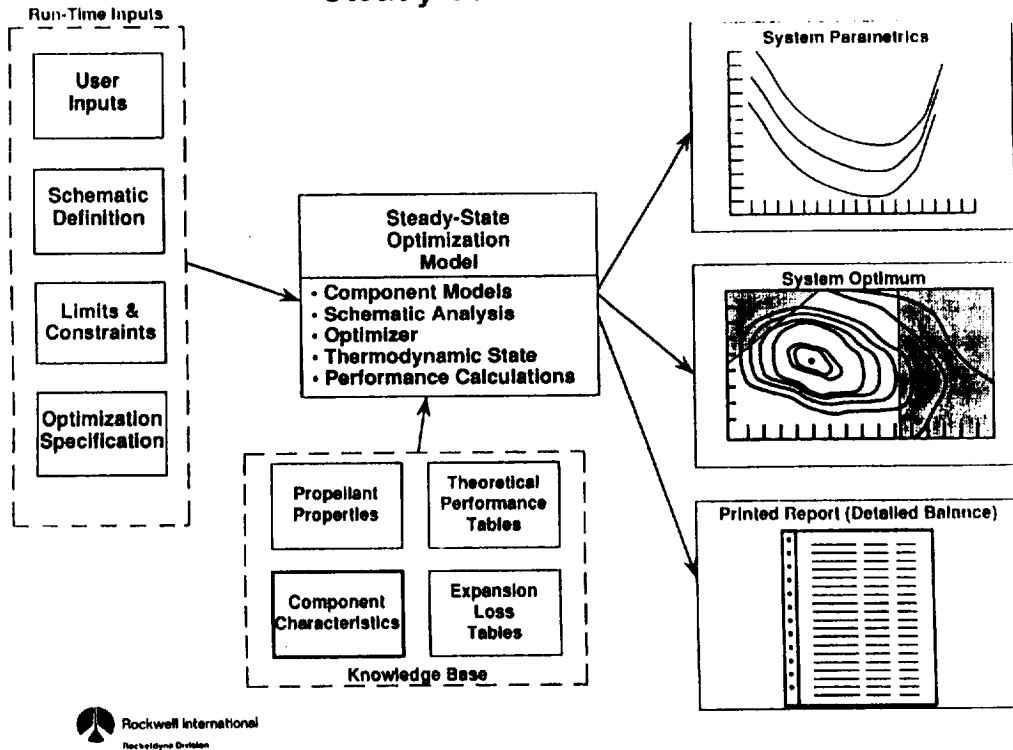 Run-Time Inputs
User
Inputs
Schematic
Definition
Limits &
Constraints
Optimization
Specification
Steady-State
Optimization
Model
· Component Models
· Schematic Analysis
· Optimizer
· Thermodynamic State
· Performance Calculations
Propellant
Properties
Theoretical
Performance
Tables
Component
Characteristics
Expansion
Loss
Tables
Knowledge Base
System Parametrics
System Optimum
Printed Report (Detailed Balance)
Rockwell International
Rocketdyne Division